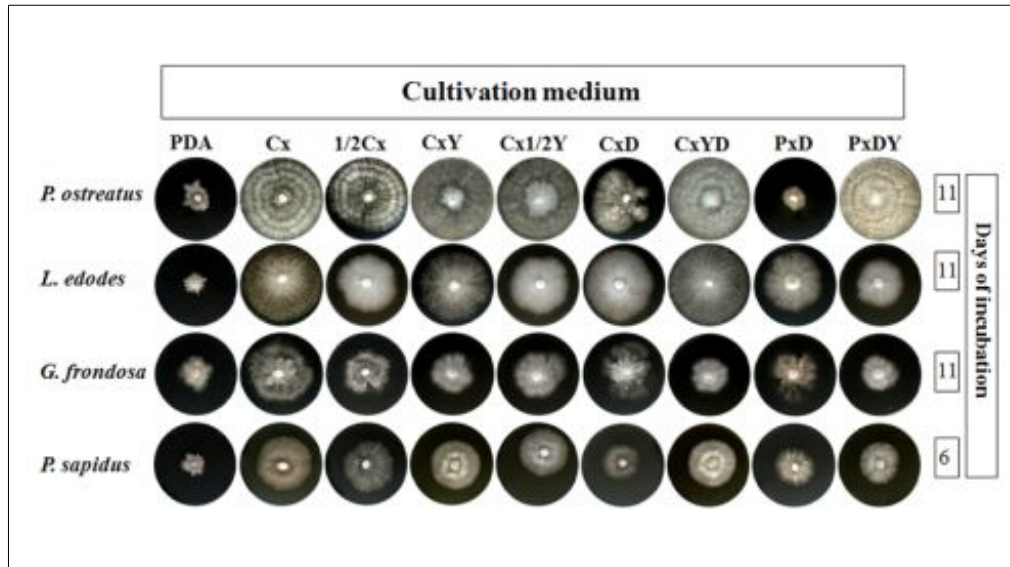 Cultivation medium
PDA Cx 1/2Cx CxY Cx1/2Y CxD CxYD PxD PxDY
P. ostreatus 11
L. edodes 11
G. frondosa 11
P. sapidus 6
Days of incubation